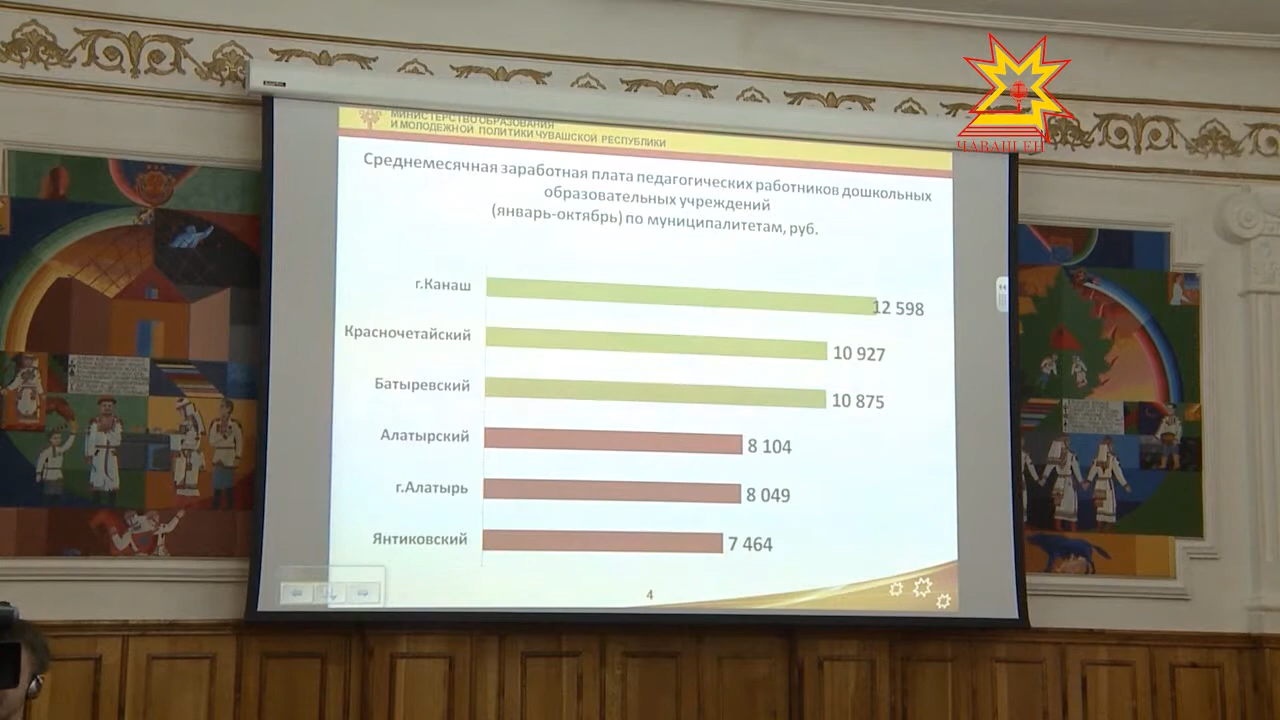 МИНИСТЕРСТВО ОБРАЗОВАНИЯ
И МОЛОДЕЖНОЙ ПОЛИТИКИ ЧУВАШСКОЙ РЕСПУБЛИКИ
Среднемесячная заработная плата педагогических работников дошкольных
образовательных учреждений
(январь-октябрь) по муниципалитетам, руб.
г.Канаш 12 598
Красночетайский 10 927
Батыревский 10 875
Алатырский 8 104
г.Алатырь 8 049
Янтиковский 7 464
4